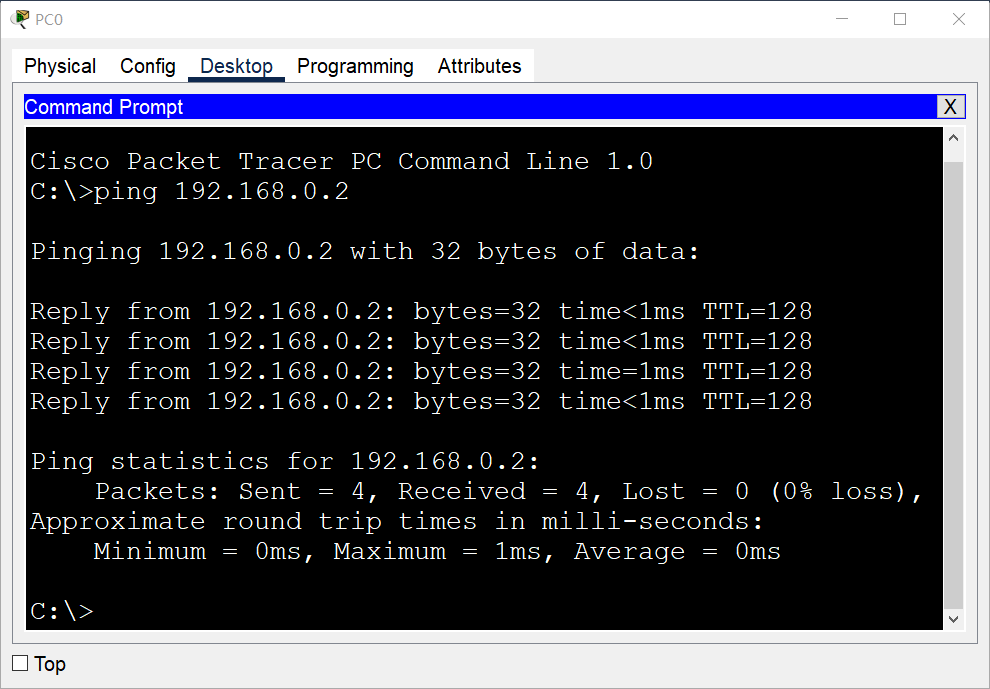 PC0
Physical Config Desktop Programming Attributes
Command Prompt X
Cisco Packet Tracer PC Command Line 1.0
C:\>ping 192.168.0.2
Pinging 192.168.0.2 with 32 bytes of data:
Reply from 192.168.0.2: bytes=32 time<1ms TTL=128
Reply from 192.168.0.2: bytes=32 time<1ms TTL=128
Reply from 192.168.0.2: bytes=32 time=1ms TTL=128
Reply from 192.168.0.2: bytes=32 time<1ms TTL=128
Ping statistics for 192.168.0.2:
    Packets: Sent = 4, Received = 4, Lost = 0 (0% loss),
Approximate round trip times in milli-seconds:
    Minimum = 0ms, Maximum = 1ms, Average = 0ms
C:\>
Top